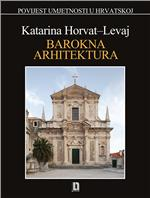 POVIJEST UMJETNOSTI U HRVATSKOJ
Katarina Horvat–Levaj
BAROKNA
ARHITEKTURA